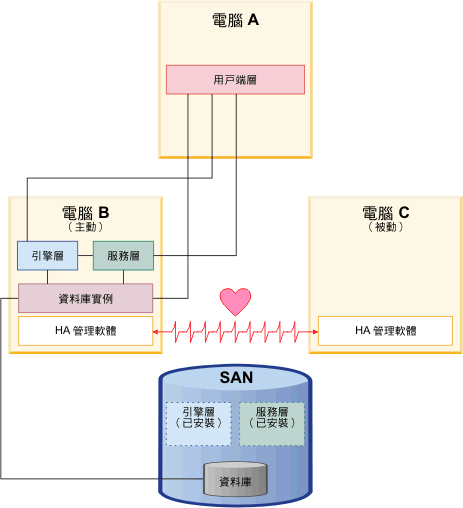 電腦 A
用戶端層
電腦 B
（主動）
引擎層
服務層
資料庫實例
HA 管理軟體
電腦 C
（被動）
HA 管理軟體
SAN
引擎層
（已安裝）
服務層
（已安裝）
資料庫